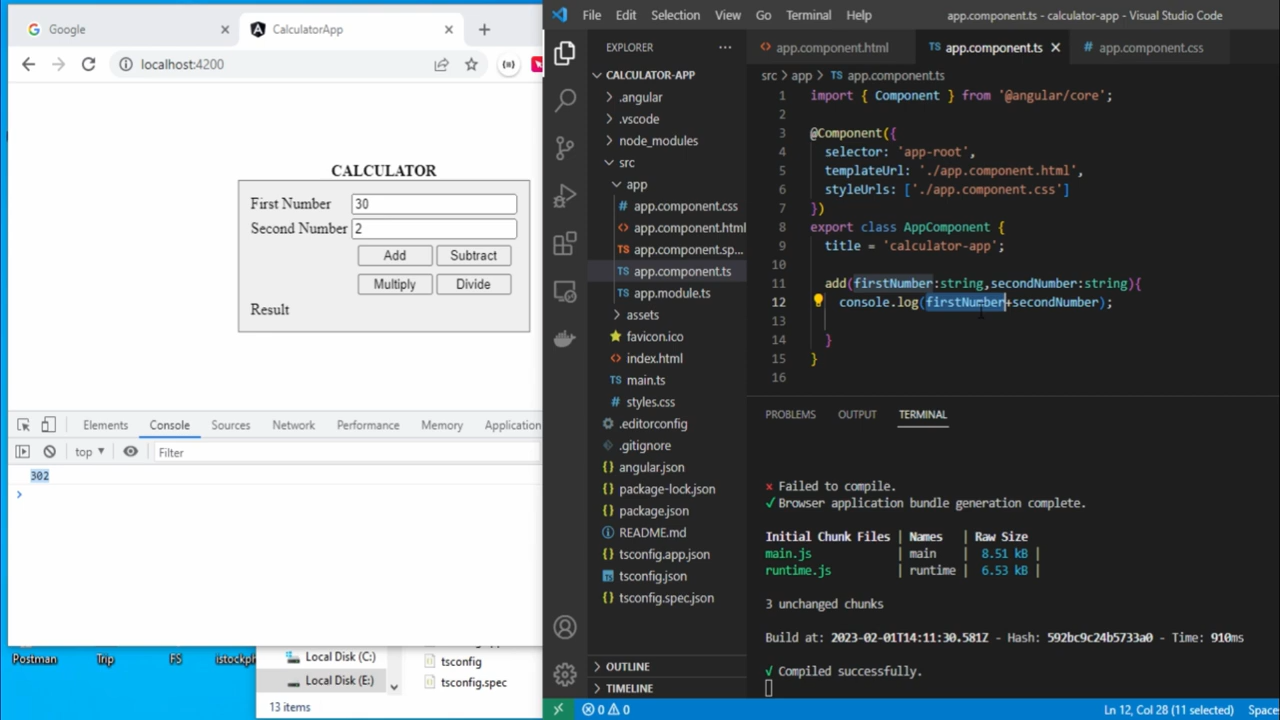 Google
CalculatorApp
localhost:4200
CALCULATOR
First Number 30
Second Number 2
Add Subtract
Multiply Divide
Result
Elements Console Sources Network Performance Memory Application
top ▾ Filter
302
>
Postman Trip FS istockph
Local Disk (C:) tsconfig
Local Disk (E:) tsconfig.spec
13 items
File Edit Selection View Go Terminal Help app.component.ts - calculator-app - Visual Studio Code
EXPLORER ...
CALCULATOR-APP
.angular
.vscode
node_modules
src
app
# app.component.css
<> app.component.html
TS app.component.sp...
TS app.component.ts
TS app.module.ts
assets
favicon.ico
<> index.html
TS main.ts
# styles.css
.editorconfig
.gitignore
{} angular.json
{} package-lock.json
{} package.json
README.md
{} tsconfig.app.json
tsconfig.json
{} tsconfig.spec.json
OUTLINE
TIMELINE
<> app.component.html TS app.component.ts # app.component.css
src > app > TS app.component.ts
1 import { Component } from '@angular/core';
2
3 @Component({
4 selector: 'app-root',
5 templateUrl: './app.component.html',
6 styleUrls: ['./app.component.css']
7 })
8 export class AppComponent {
9 title = 'calculator-app';
10
11 add(firstNumber:string,secondNumber:string){
12 console.log(firstNumber+secondNumber);
13
14 }
15 }
16
PROBLEMS OUTPUT TERMINAL
× Failed to compile.
√ Browser application bundle generation complete.
Initial Chunk Files | Names | Raw Size
main.js | main | 8.51 kB |
runtime.js | runtime | 6.53 kB |
3 unchanged chunks
Build at: 2023-02-01T14:11:30.581Z - Hash: 592bc9c24b5733a0 - Time: 910ms
√ Compiled successfully.
0 0 Ln 12, Col 28 (11 selected) Space